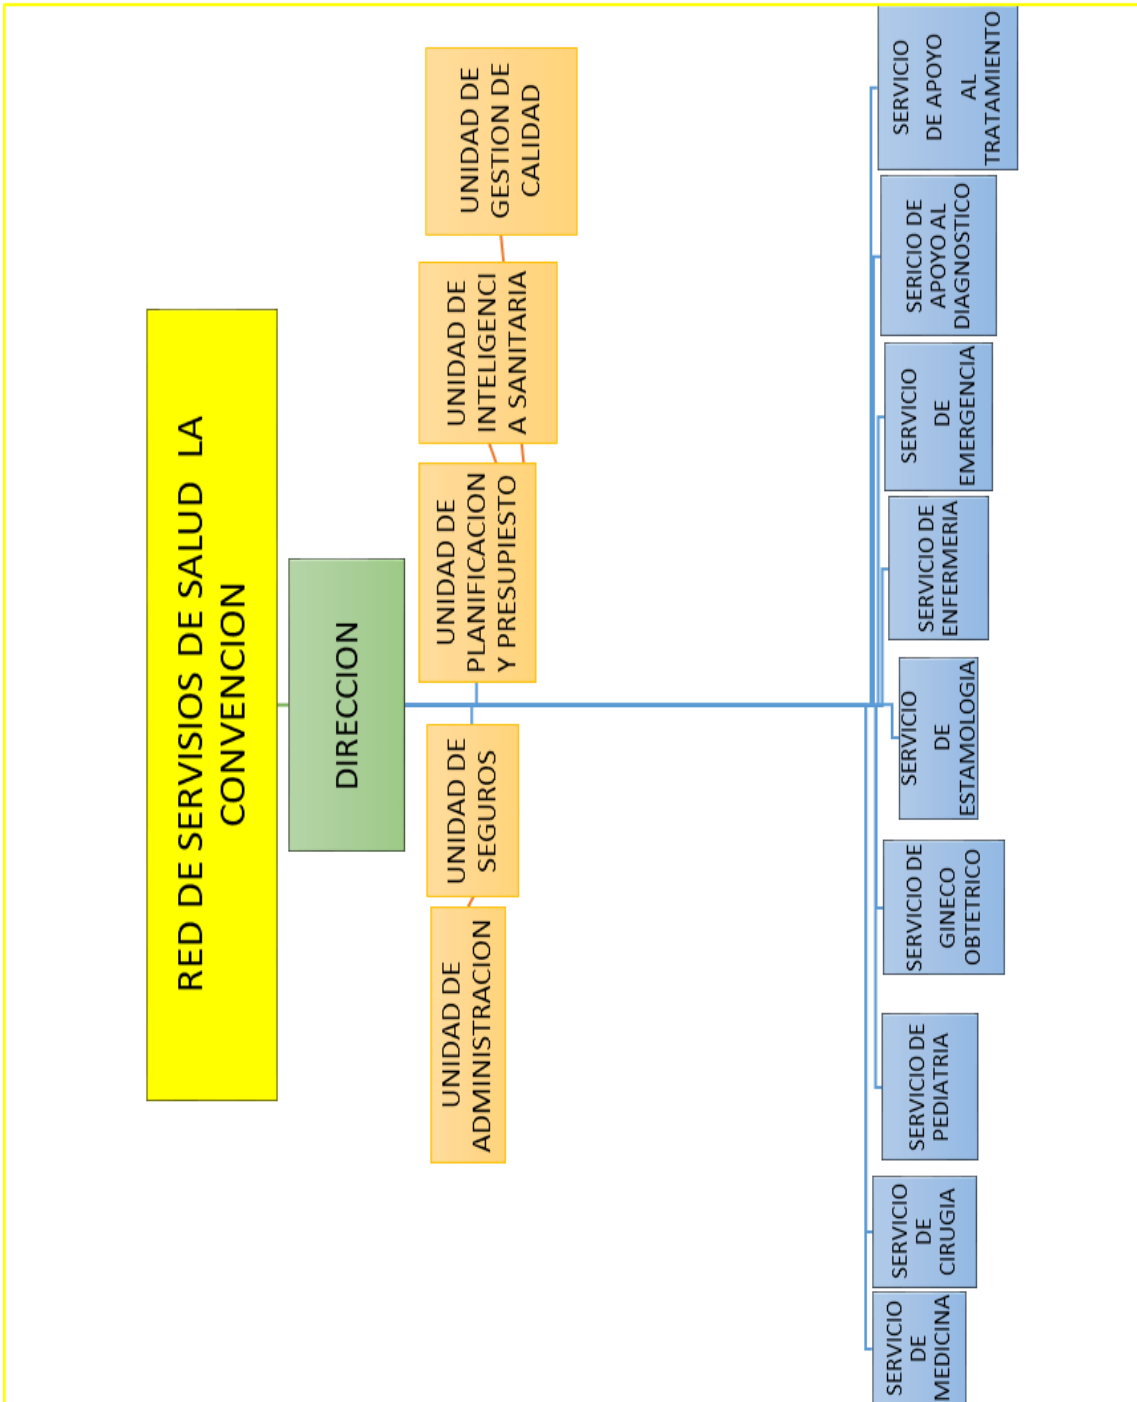 RED DE SERVISIOS DE SALUD LA
CONVENCION
DIRECCION
UNIDAD DE
ADMINISTRACION
UNIDAD DE
SEGUROS
UNIDAD DE
PLANIFICACION
Y PRESUPIESTO
UNIDAD DE
INTELIGENCI
A SANITARIA
UNIDAD DE
GESTION DE
CALIDAD
SERVICIO
DE
MEDICINA
SERVICIO
DE
CIRUGIA
SERVICIO DE
PEDIATRIA
SERVICIO DE
GINECO
OBTETRICO
SERVICIO
DE
ESTAMOLOGIA
SERVICIO DE
ENFERMERIA
SERVICIO
DE
EMERGENCIA
SERICIO DE
APOYO AL
DIAGNOSTICO
SERVICIO
DE APOYO
AL
TRATAMIENTO